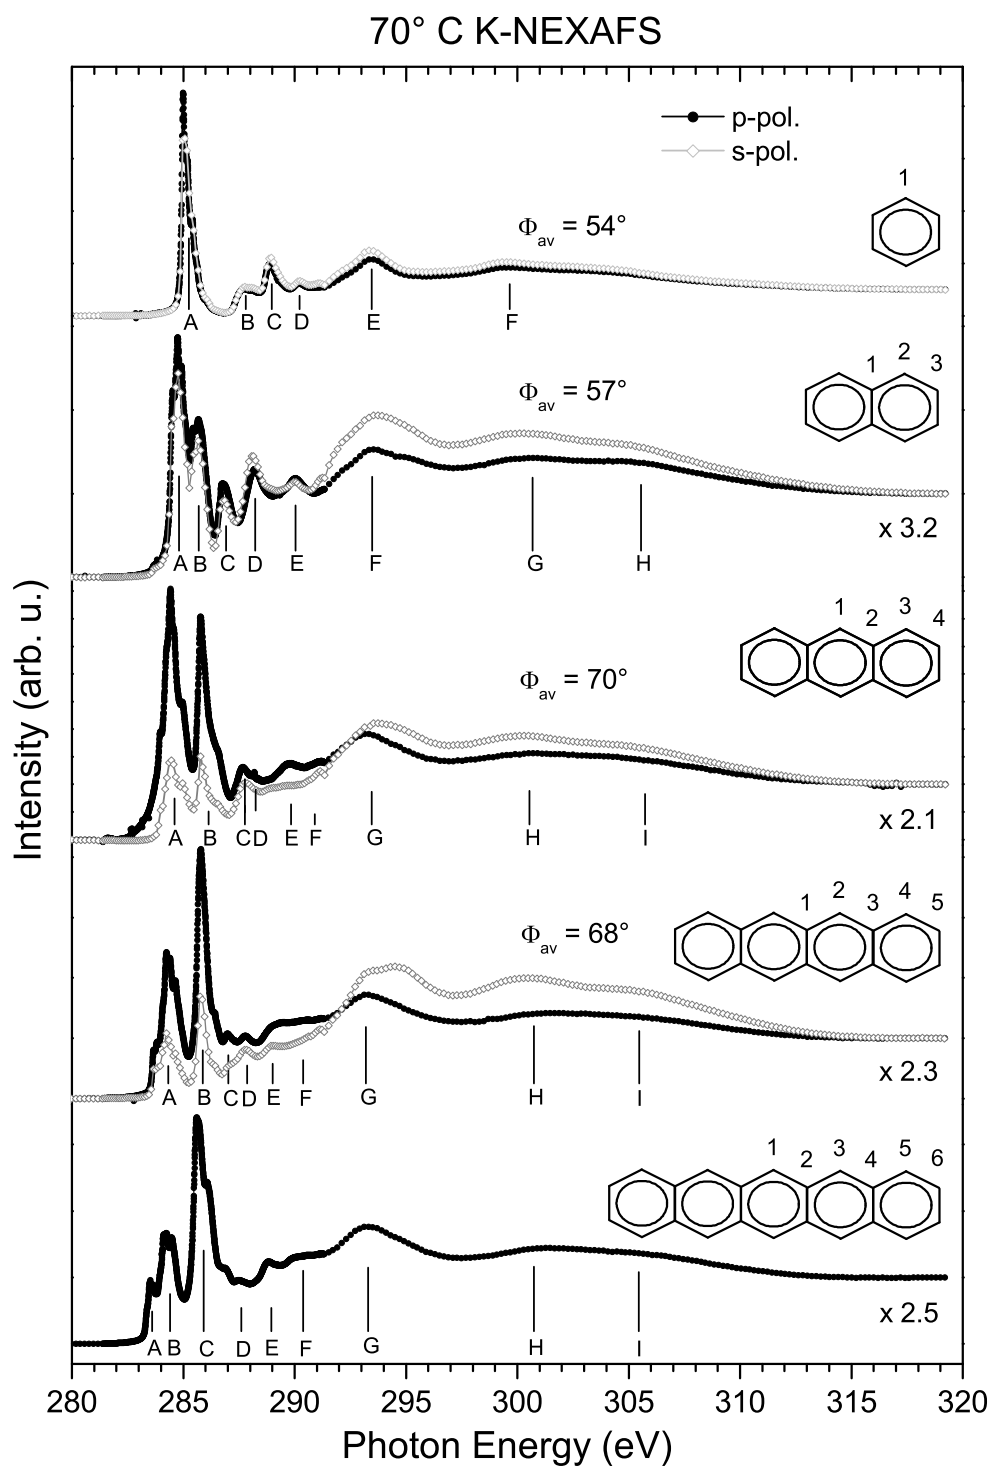 70° C K-NEXAFS
p-pol.
s-pol.
1
Φav = 54°
A B C D E F
1 2 3
Φav = 57°
x 3.2
A B C D E F G H
1 2 3 4
Φav = 70°
x 2.1
A B C D E F G H I
1 2 3 4 5
Φav = 68°
x 2.3
A B C D E F G H I
1 2 3 4 5 6
x 2.5
A B C D E F G H I
Intensity (arb. u.)
280 285 290 295 300 305 310 315 320
Photon Energy (eV)